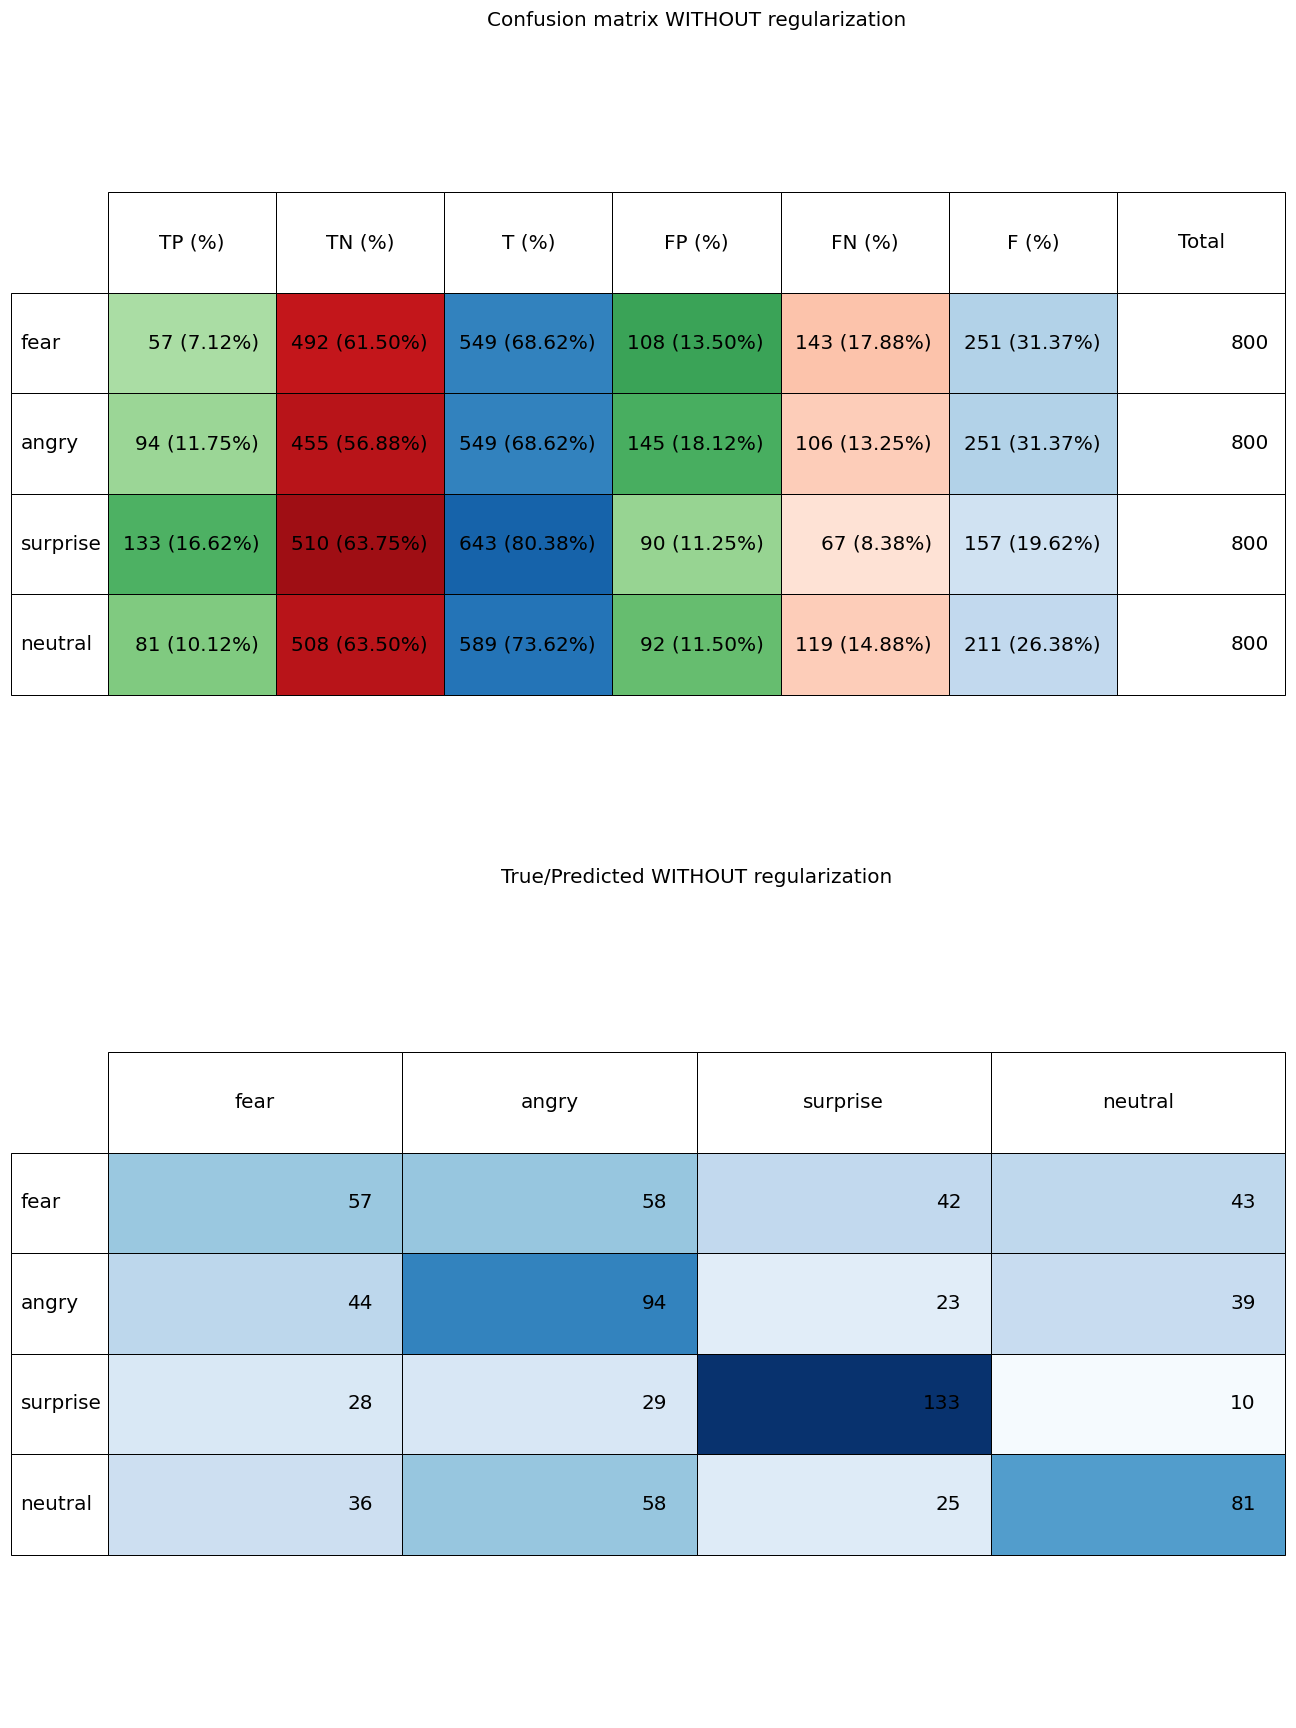 Confusion matrix WITHOUT regularization
TP (%) TN (%) T (%) FP (%) FN (%) F (%) Total
fear 57 (7.12%) 492 (61.50%) 549 (68.62%) 108 (13.50%) 143 (17.88%) 251 (31.37%) 800
angry 94 (11.75%) 455 (56.88%) 549 (68.62%) 145 (18.12%) 106 (13.25%) 251 (31.37%) 800
surprise 133 (16.62%) 510 (63.75%) 643 (80.38%) 90 (11.25%) 67 (8.38%) 157 (19.62%) 800
neutral 81 (10.12%) 508 (63.50%) 589 (73.62%) 92 (11.50%) 119 (14.88%) 211 (26.38%) 800
True/Predicted WITHOUT regularization
fear angry surprise neutral
fear 57 58 42 43
angry 44 94 23 39
surprise 28 29 133 10
neutral 36 58 25 81